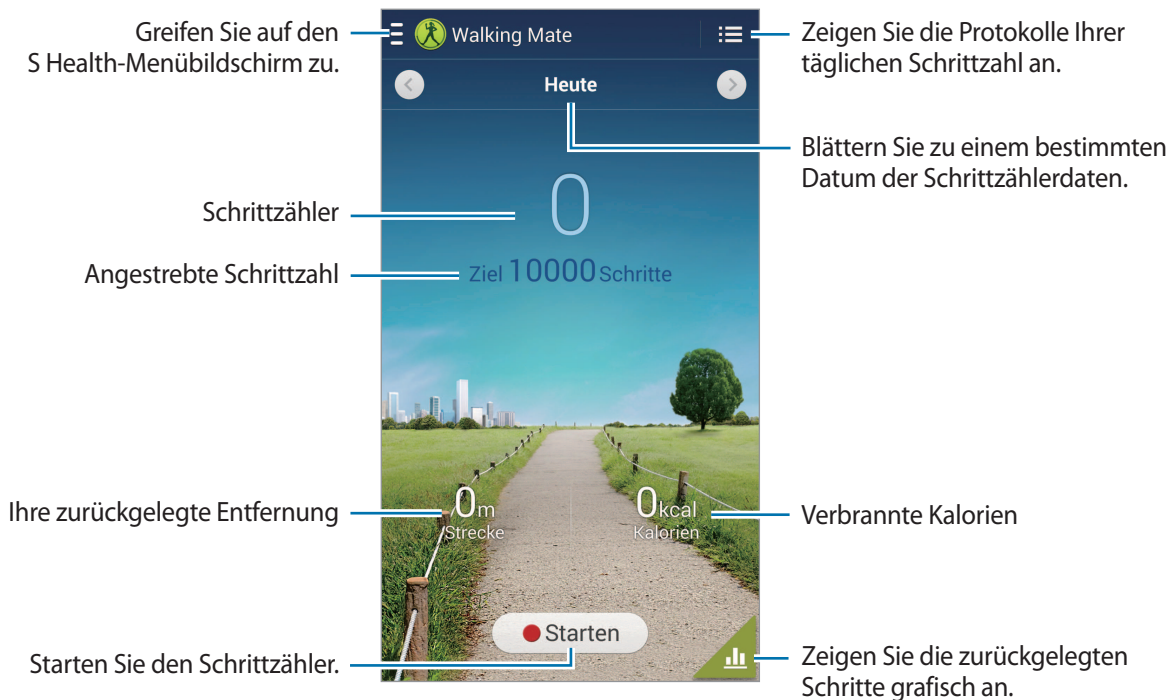 Greifen Sie auf den
S Health-Menübildschirm zu.
Walking Mate
Zeigen Sie die Protokolle Ihrer
täglichen Schrittzahl an.
Heute
Blättern Sie zu einem bestimmten
Datum der Schrittzählerdaten.
Schrittzähler
0
Angestrebte Schrittzahl
Ziel 10000 Schritte
Ihre zurückgelegte Entfernung
0m
Strecke
0kcal
Kalorien
Verbrannte Kalorien
Starten
Starten Sie den Schrittzähler.
Zeigen Sie die zurückgelegten
Schritte grafisch an.